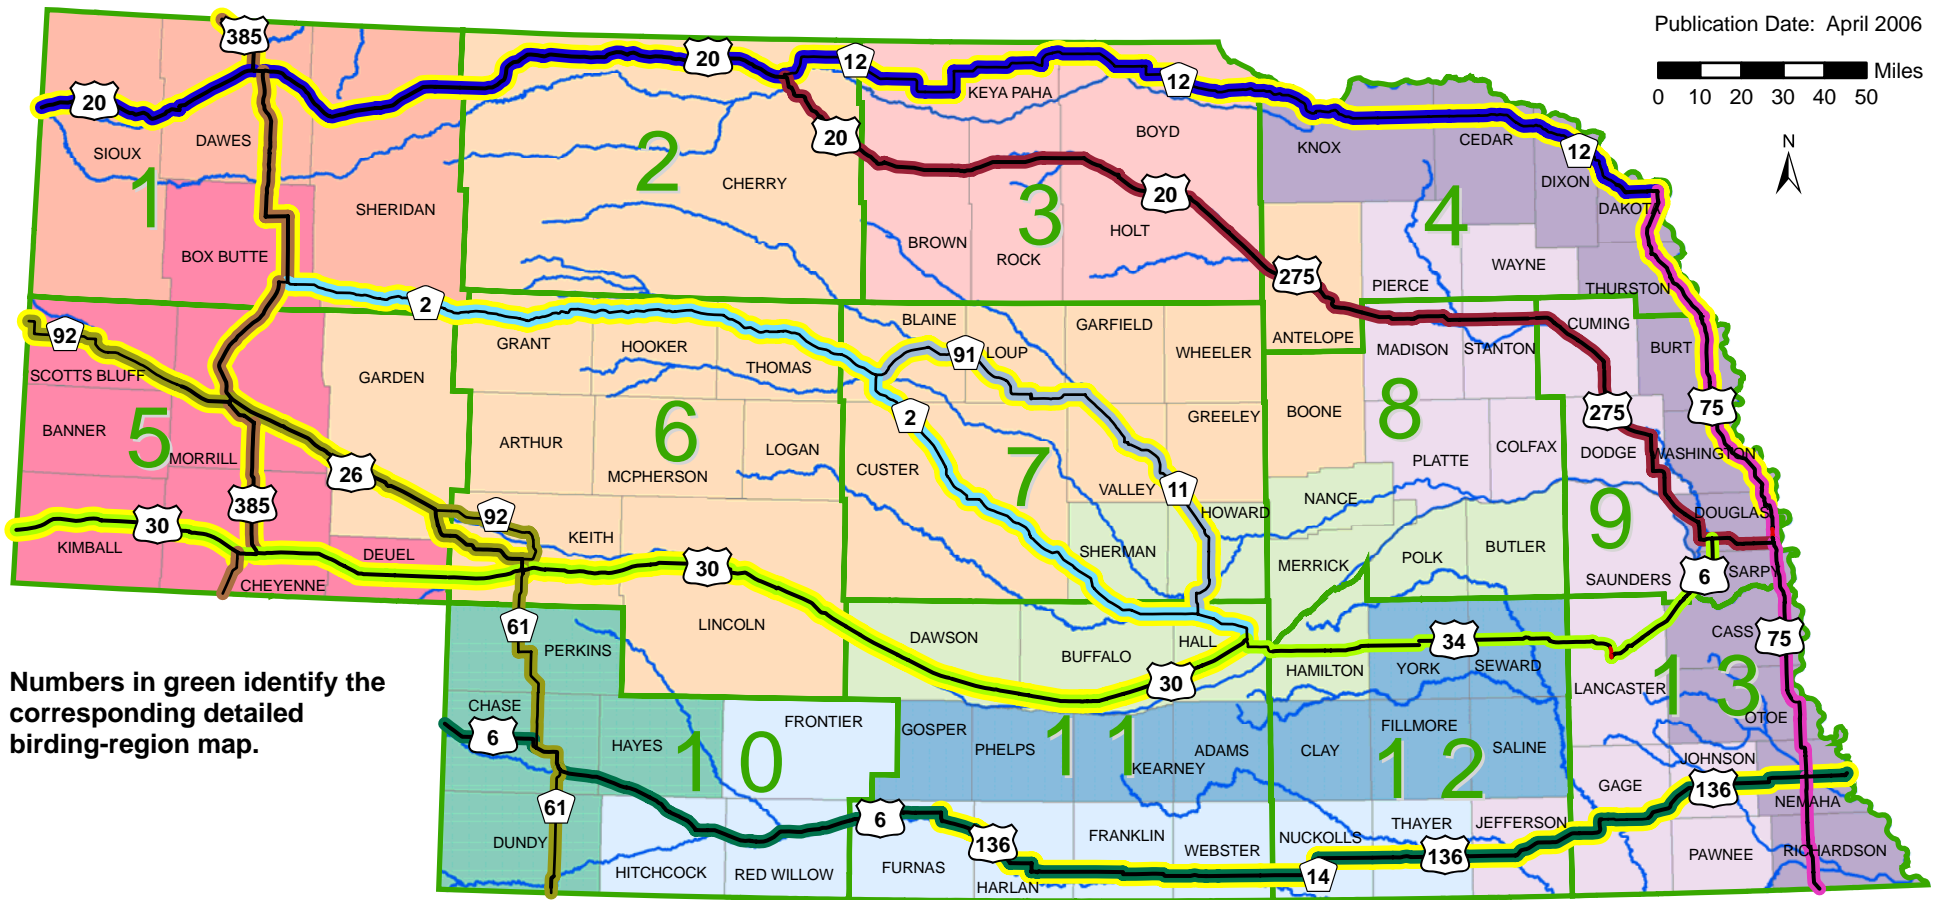 Publication Date: April 2006
Miles
0 10 20 30 40 50
N
385
20
20
12
12
12
20
20
275
275
2
2
92
92
26
385
30
30
30
91
11
61
61
6
6
6
34
75
75
136
136
136
14
SIOUX
DAWES
SHERIDAN
BOX BUTTE
1
2
CHERRY
KEYA PAHA
BOYD
3
BROWN
ROCK
HOLT
KNOX
CEDAR
DIXON
DAKOTA
4
PIERCE
WAYNE
THURSTON
ANTELOPE
SCOTTS BLUFF
BANNER
5
MORRILL
GARDEN
KIMBALL
CHEYENNE
DEUEL
GRANT
HOOKER
THOMAS
ARTHUR
6
MCPHERSON
LOGAN
KEITH
LINCOLN
BLAINE
LOUP
GARFIELD
WHEELER
CUSTER
7
VALLEY
GREELEY
SHERMAN
HOWARD
MADISON
STANTON
BOONE
8
PLATTE
COLFAX
NANCE
MERRICK
POLK
BUTLER
CUMING
BURT
DODGE
WASHINGTON
9
DOUGLAS
SAUNDERS
SARPY
PERKINS
CHASE
HAYES
10
FRONTIER
DUNDY
HITCHCOCK
RED WILLOW
DAWSON
BUFFALO
HALL
GOSPER
PHELPS
11
KEARNEY
ADAMS
FURNAS
HARLAN
FRANKLIN
WEBSTER
HAMILTON
YORK
SEWARD
CLAY
FILLMORE
12
SALINE
NUCKOLLS
THAYER
JEFFERSON
CASS
LANCASTER
13
OTOE
GAGE
JOHNSON
NEMAHA
PAWNEE
RICHARDSON
Numbers in green identify the
corresponding detailed
birding-region map.